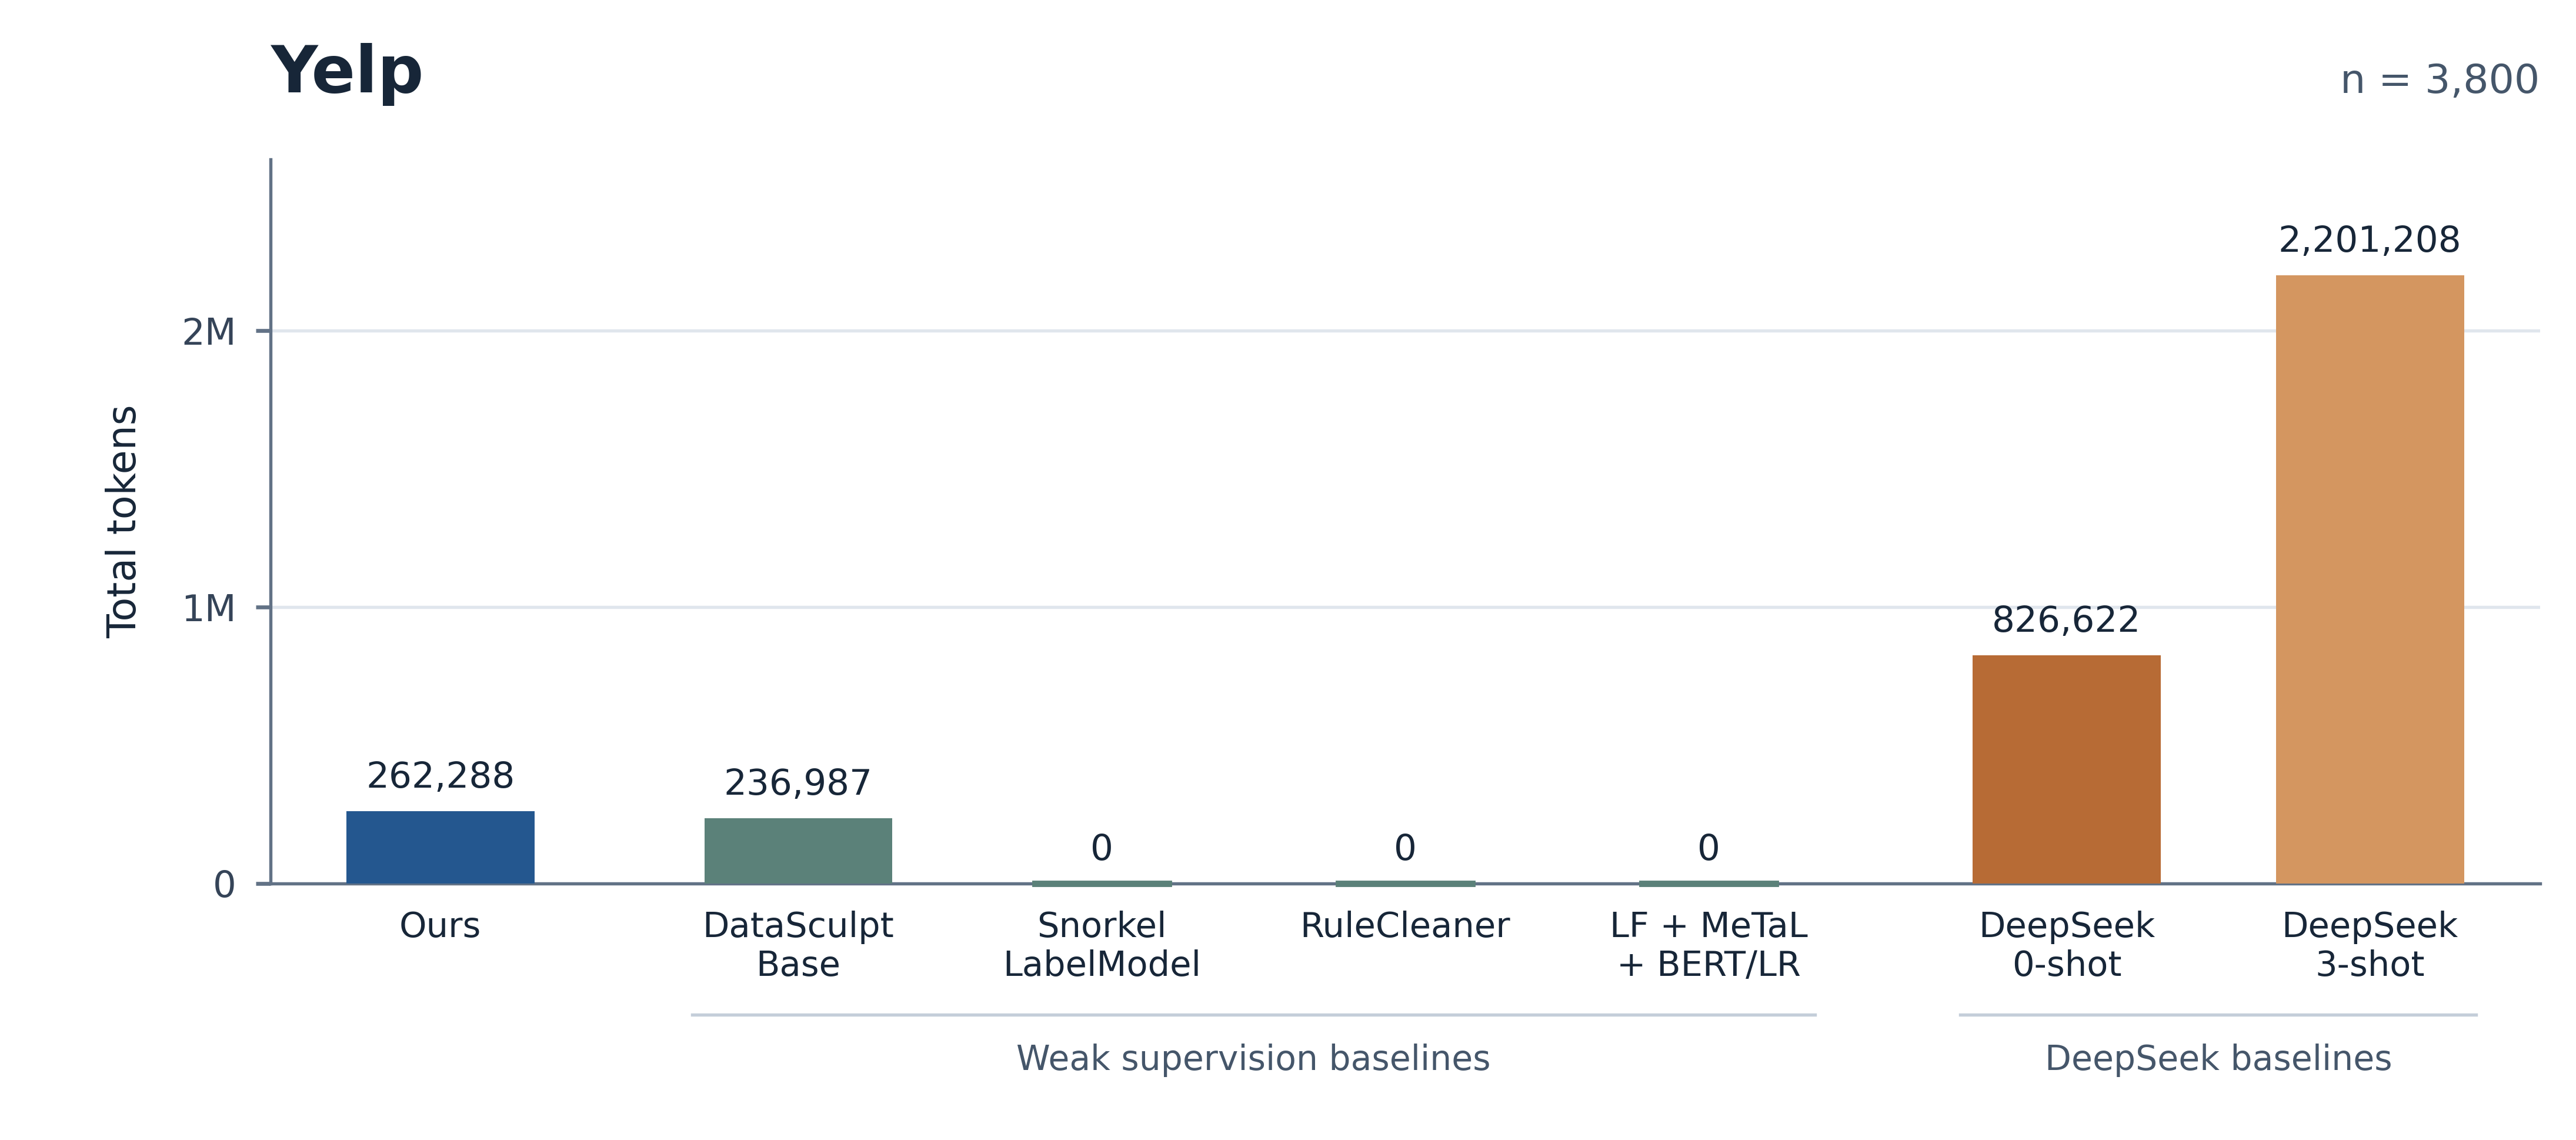 Yelp
n = 3,800
Total tokens
2M
1M
0
262,288
236,987
0
0
0
826,622
2,201,208
Ours
DataSculpt
Base
Snorkel
LabelModel
RuleCleaner
LF + MeTaL
+ BERT/LR
DeepSeek
0-shot
DeepSeek
3-shot
Weak supervision baselines
DeepSeek baselines